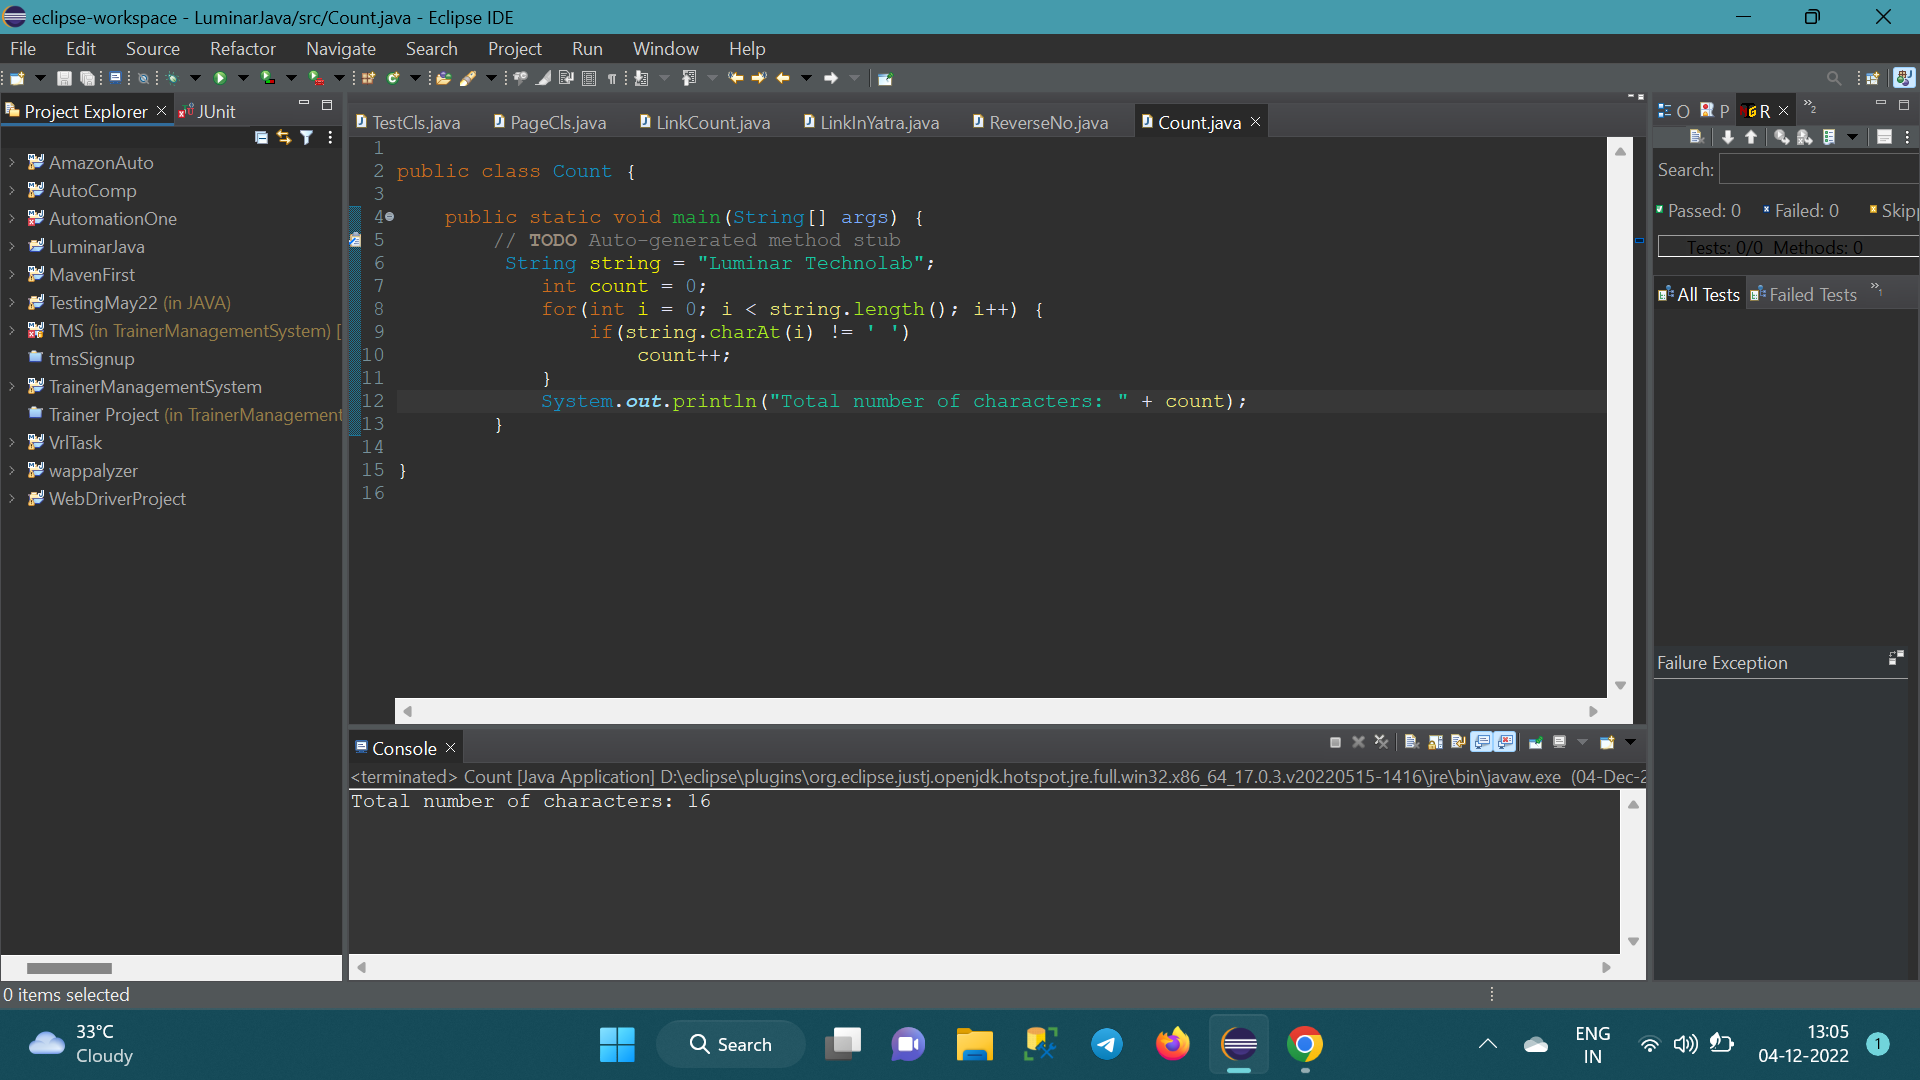 eclipse-workspace - LuminarJava/src/Count.java - Eclipse IDE
File Edit Source Refactor Navigate Search Project Run Window Help
Project Explorer JUnit
AmazonAuto
AutoComp
AutomationOne
LuminarJava
MavenFirst
TestingMay22 (in JAVA)
TMS (in TrainerManagementSystem) [
tmsSignup
TrainerManagementSystem
Trainer Project (in TrainerManagement
VrlTask
wappalyzer
WebDriverProject
TestCls.java PageCls.java LinkCount.java LinkInYatra.java ReverseNo.java Count.java
1
2 public class Count {
3
4 public static void main(String[] args) {
5 // TODO Auto-generated method stub
6 String string = "Luminar Technolab";
7 int count = 0;
8 for(int i = 0; i < string.length(); i++) {
9 if(string.charAt(i) != ' ')
10 count++;
11 }
12 System.out.println("Total number of characters: " + count);
13 }
14
15 }
16
O P R »2
Search:
Passed: 0 Failed: 0 Skip
Tests: 0/0 Methods: 0
All Tests Failed Tests »1
Failure Exception
Console
<terminated> Count [Java Application] D:\eclipse\plugins\org.eclipse.justj.openjdk.hotspot.jre.full.win32.x86_64_17.0.3.v20220515-1416\jre\bin\javaw.exe (04-Dec-2
Total number of characters: 16
0 items selected
33°C
Cloudy
Search
ENG
IN
13:05
04-12-2022
1